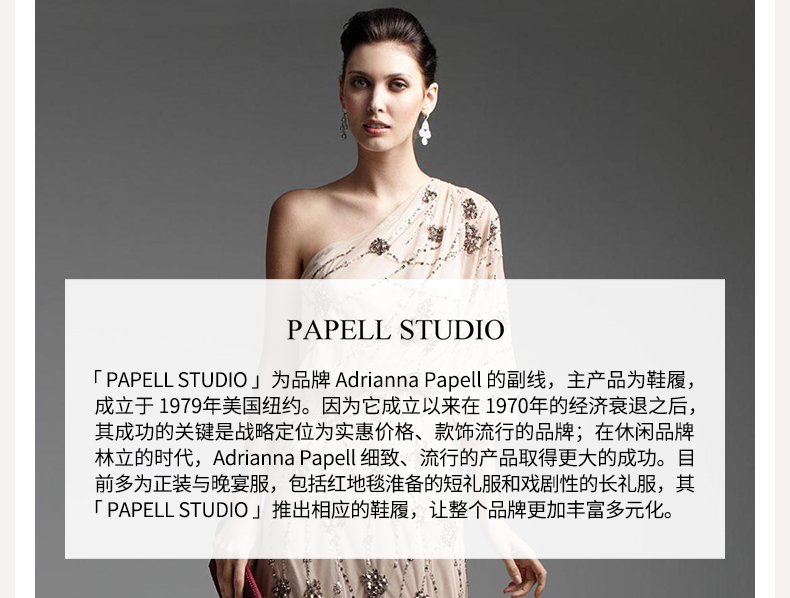 PAPELL STUDIO
「 PAPELL STUDIO 」为品牌 Adrianna Papell 的副线，主产品为鞋履，
成立于 1979年美国纽约。因为它成立以来在 1970年的经济衰退之后，
其成功的关键是战略定位为实惠价格、款饰流行的品牌；在休闲品牌
林立的时代，Adrianna Papell 细致、流行的产品取得更大的成功。目
前多为正装与晚宴服，包括红地毯淮备的短礼服和戏剧性的长礼服，其
「 PAPELL STUDIO 」推出相应的鞋履，让整个品牌更加丰富多元化。